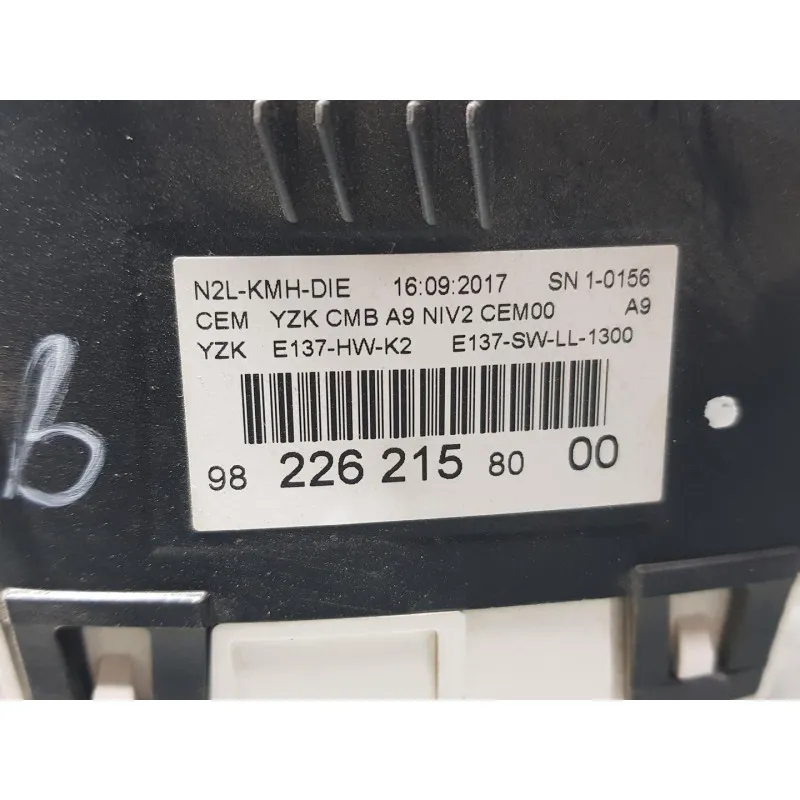 N2L-KMH-DIE 16:09:2017 SN 1-0156
CEM YZK CMB A9 NIV2 CEM00 A9
YZK E137-HW-K2 E137-SW-LL-1300
98 226 215 80 00